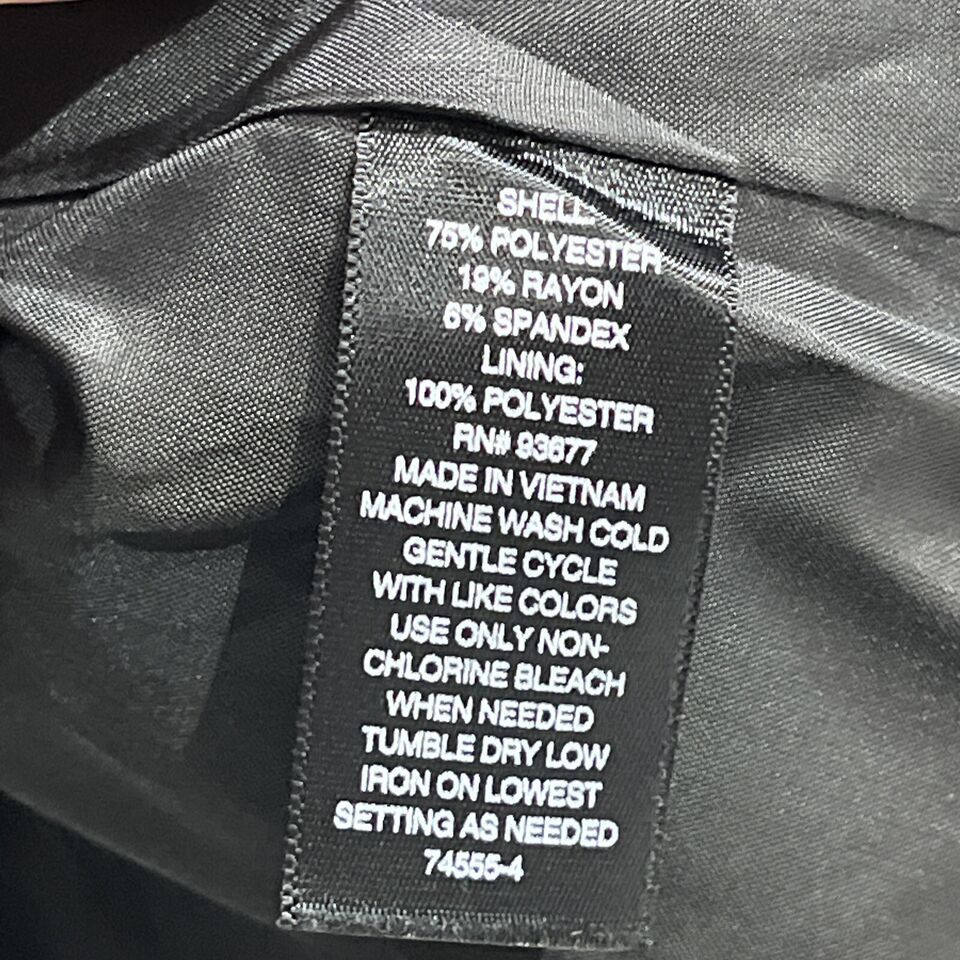 SHELL:
75% POLYESTER
19% RAYON
6% SPANDEX
LINING:
100% POLYESTER
RN# 93677
MADE IN VIETNAM
MACHINE WASH COLD
GENTLE CYCLE
WITH LIKE COLORS
USE ONLY NON-
CHLORINE BLEACH
WHEN NEEDED
TUMBLE DRY LOW
IRON ON LOWEST
SETTING AS NEEDED
74555-4